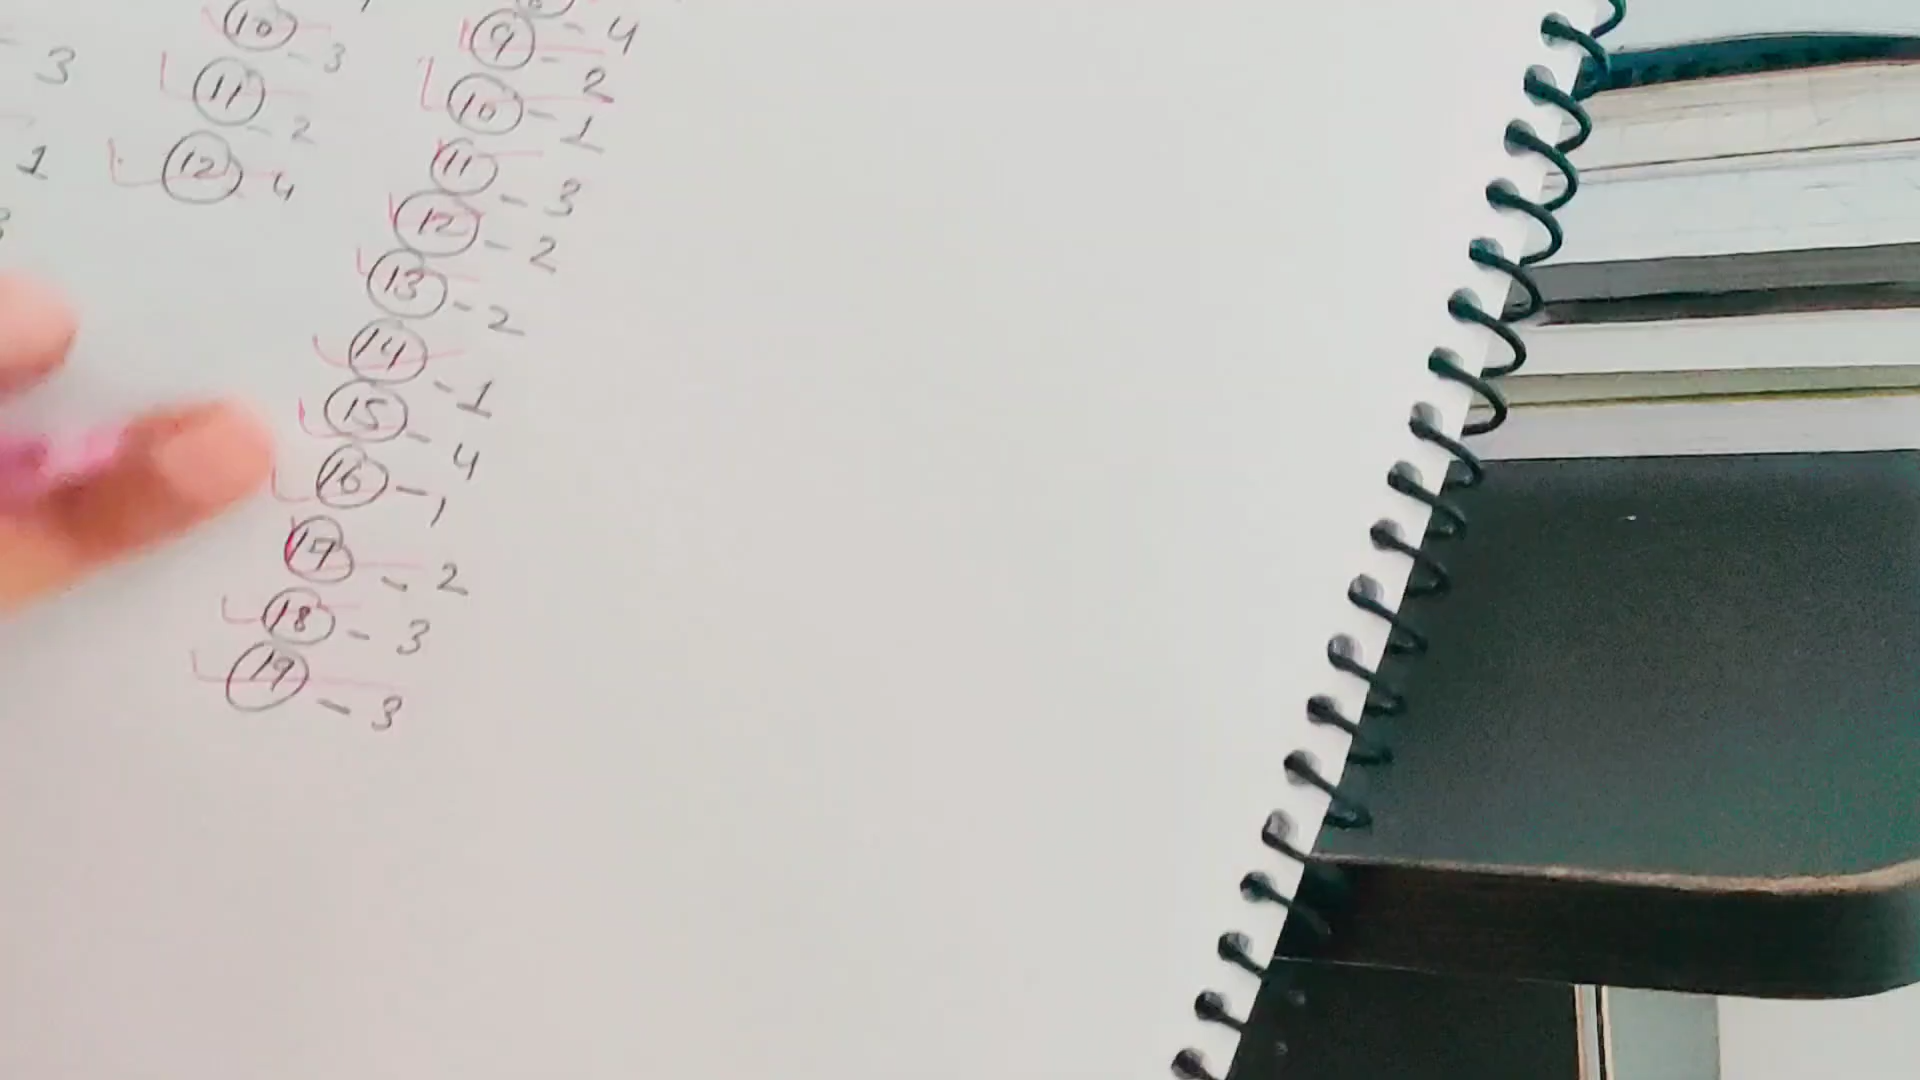 3
1
10 - 3
11 - 2
12 4
9 - 4
10 - 2
11 - 1
12 - 3
13 - 2
14 - 2
15 - 1
16 - 4
17 - 1
18 - 2
19 - 3
3